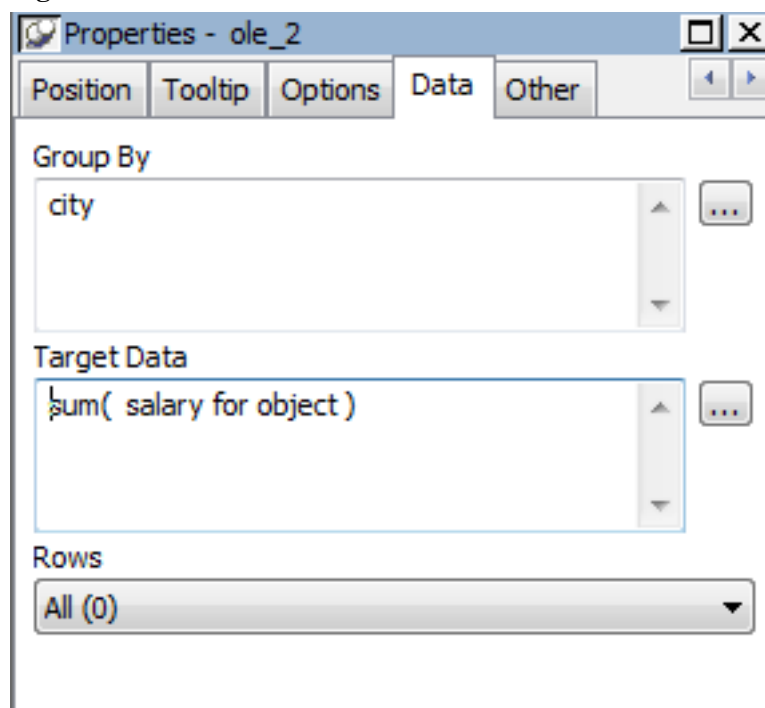 Properties - ole_2
Position Tooltip Options Data Other
Group By
city
...
Target Data
sum( salary for object )
...
Rows
All (0)